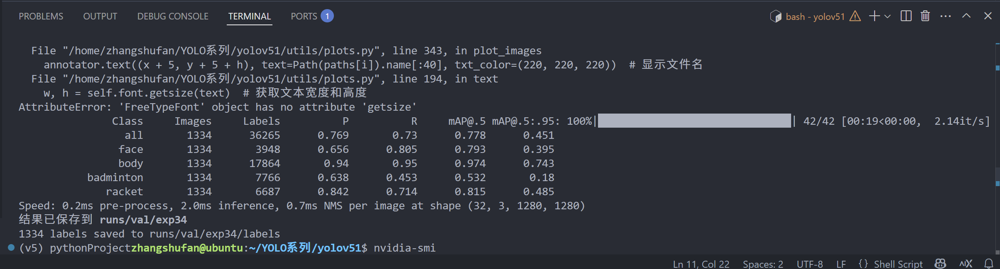 PROBLEMS OUTPUT DEBUG CONSOLE TERMINAL PORTS 1 bash - yolov51
File "/home/zhangshufan/YOLO系列/yolov51/utils/plots.py", line 343, in plot_images
annotator.text((x + 5, y + 5 + h), text=Path(paths[i]).name[:40], txt_color=(220, 220, 220)) # 显示文件名
File "/home/zhangshufan/YOLO系列/yolov51/utils/plots.py", line 194, in text
w, h = self.font.getsize(text) # 获取文本宽度和高度
AttributeError: 'FreeTypeFont' object has no attribute 'getsize'
Class Images Labels P R mAP@.5 mAP@.5:.95: 100%| | 42/42 [00:19<00:00, 2.14it/s]
all 1334 36265 0.769 0.73 0.778 0.451
face 1334 3948 0.656 0.805 0.793 0.395
body 1334 17864 0.94 0.95 0.974 0.743
badminton 1334 7766 0.638 0.453 0.532 0.18
racket 1334 6687 0.842 0.714 0.815 0.485
Speed: 0.2ms pre-process, 2.0ms inference, 0.7ms NMS per image at shape (32, 3, 1280, 1280)
结果已保存到 runs/val/exp34
1334 labels saved to runs/val/exp34/labels
(v5) pythonProjectzhangshufan@ubuntu:~/YOLO系列/yolov51$ nvidia-smi
Ln 11, Col 22 Spaces: 2 UTF-8 LF {} Shell Script